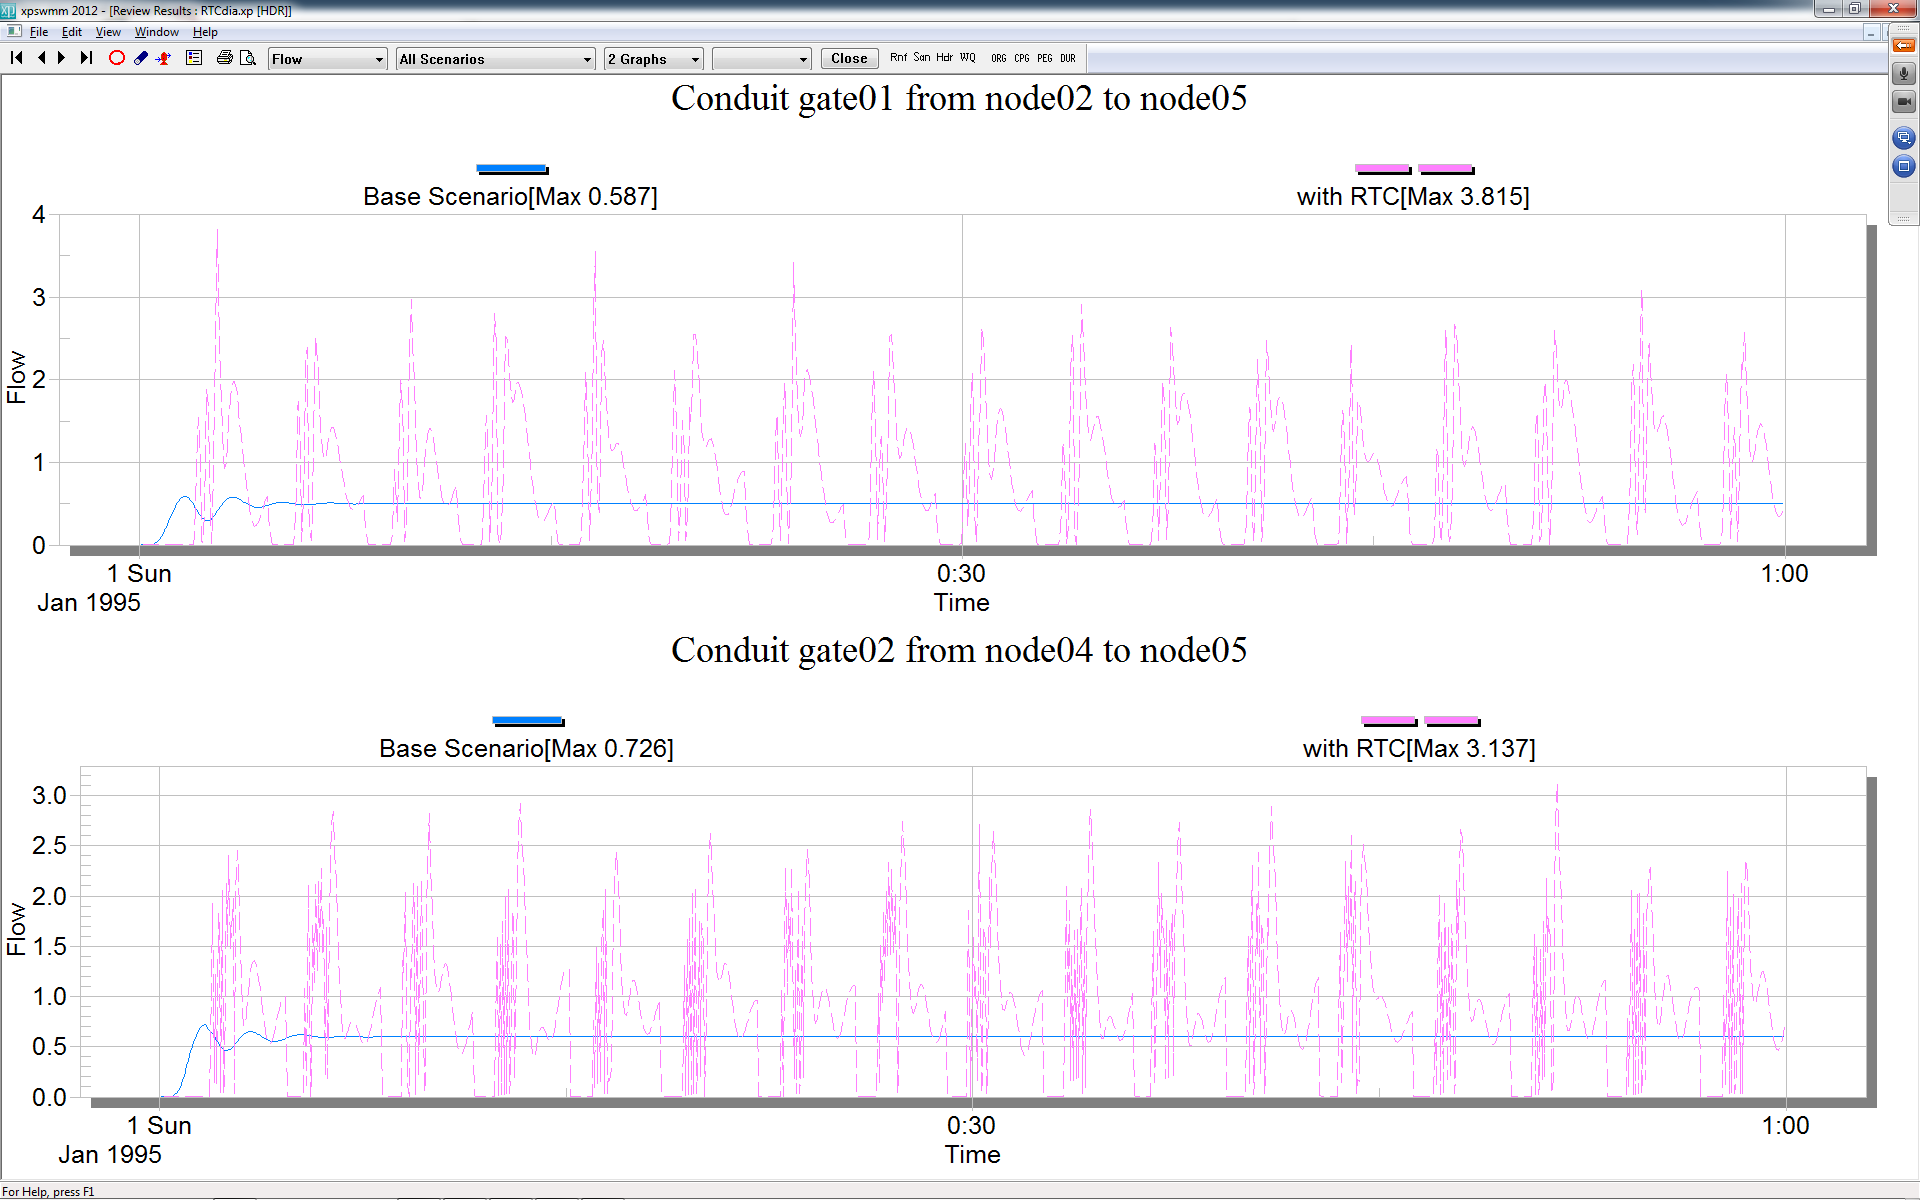 xp xpswmm 2012 - [Review Results : RTCdia.xp [HDR]]
File Edit View Window Help
Flow All Scenarios 2 Graphs Close Rnf San Hdr WQ ORG CPG PEG DUR
Conduit gate01 from node02 to node05
Base Scenario[Max 0.587] with RTC[Max 3.815]
4
3
2
1
0
Flow
1 Sun 0:30 1:00
Jan 1995 Time
Conduit gate02 from node04 to node05
Base Scenario[Max 0.726] with RTC[Max 3.137]
3.0
2.5
2.0
1.5
1.0
0.5
0.0
Flow
1 Sun 0:30 1:00
Jan 1995 Time
For Help, press F1